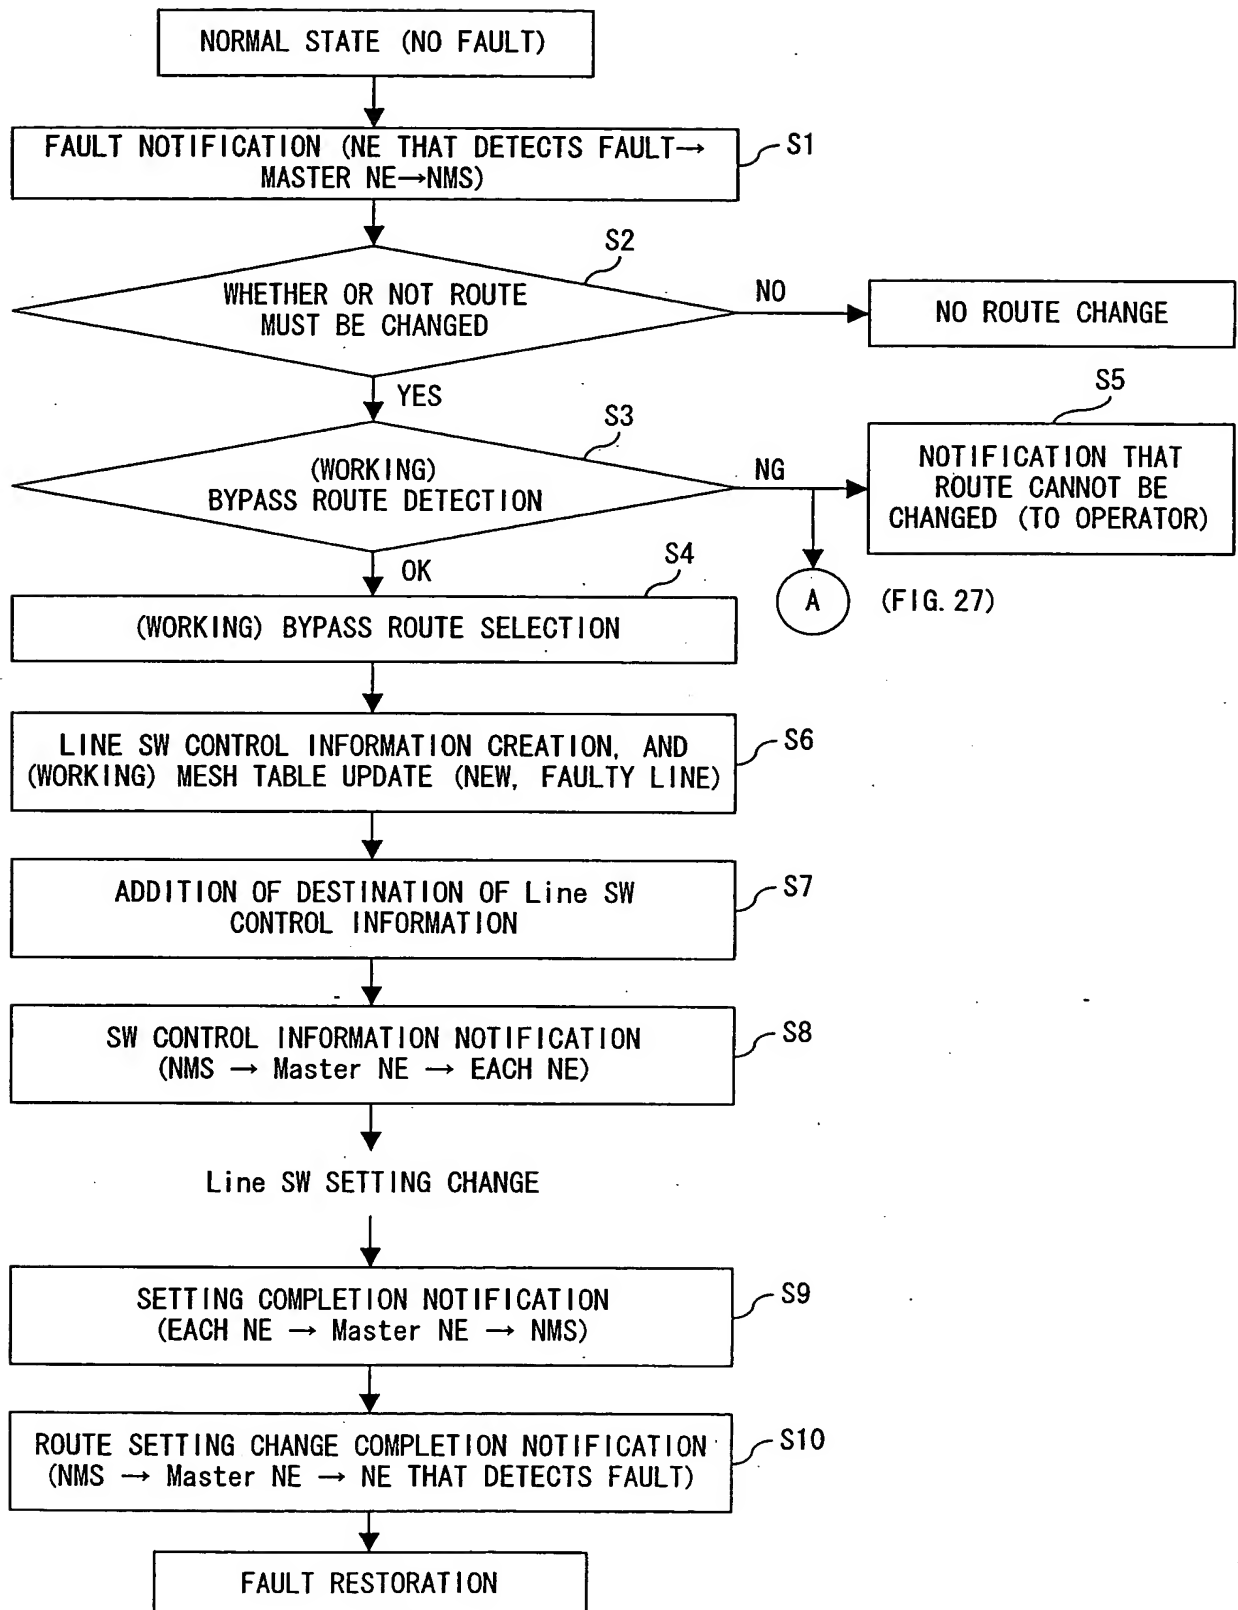 NORMAL STATE (NO FAULT)
FAULT NOTIFICATION (NE THAT DETECTS FAULT→
MASTER NE→NMS)
S1
S2
WHETHER OR NOT ROUTE
MUST BE CHANGED
NO
NO ROUTE CHANGE
YES
S3
(WORKING)
BYPASS ROUTE DETECTION
NG
S5
NOTIFICATION THAT
ROUTE CANNOT BE
CHANGED (TO OPERATOR)
OK
A
(FIG. 27)
S4
(WORKING) BYPASS ROUTE SELECTION
LINE SW CONTROL INFORMATION CREATION, AND
(WORKING) MESH TABLE UPDATE (NEW, FAULTY LINE)
S6
ADDITION OF DESTINATION OF Line SW
CONTROL INFORMATION
S7
SW CONTROL INFORMATION NOTIFICATION
(NMS → Master NE → EACH NE)
S8
Line SW SETTING CHANGE
SETTING COMPLETION NOTIFICATION
(EACH NE → Master NE → NMS)
S9
ROUTE SETTING CHANGE COMPLETION NOTIFICATION
(NMS → Master NE → NE THAT DETECTS FAULT)
S10
FAULT RESTORATION